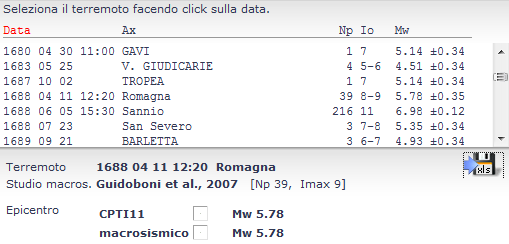 Seleziona il terremoto facendo click sulla data.
Data Ax Np Io Mw
1680 04 30 11:00 GAVI 1 7 5.14 ±0.34
1683 05 25 V. GIUDICARIE 4 5-6 4.51 ±0.34
1687 10 02 TROPEA 1 7 5.14 ±0.34
1688 04 11 12:20 Romagna 39 8-9 5.78 ±0.35
1688 06 05 15:30 Sannio 216 11 6.98 ±0.12
1688 07 23 San Severo 3 7-8 5.35 ±0.34
1689 09 21 BARLETTA 3 6-7 4.93 ±0.34
Terremoto 1688 04 11 12:20 Romagna
Studio macros. Guidoboni et al., 2007 [Np 39, Imax 9]
xls
Epicentro CPTI11 Mw 5.78
macrosismico Mw 5.78